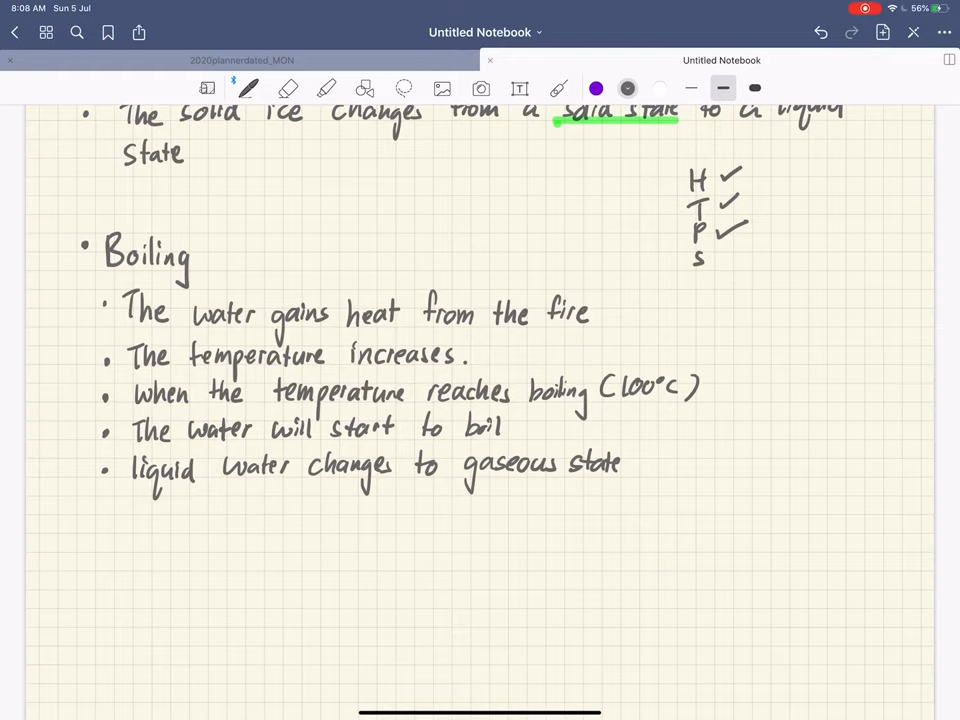 8:08 AM Sun 5 Jul
56%
Untitled Notebook
2020plannerdated_MON
Untitled Notebook
• The solid ice changes from a solid state to a liquid
state
H ✓
T ✓
P ✓
S
• Boiling
• The water gains heat from the fire
• The temperature increases.
• when the temperature reaches boiling (100°C)
• The water will start to boil
• liquid water changes to gaseous state